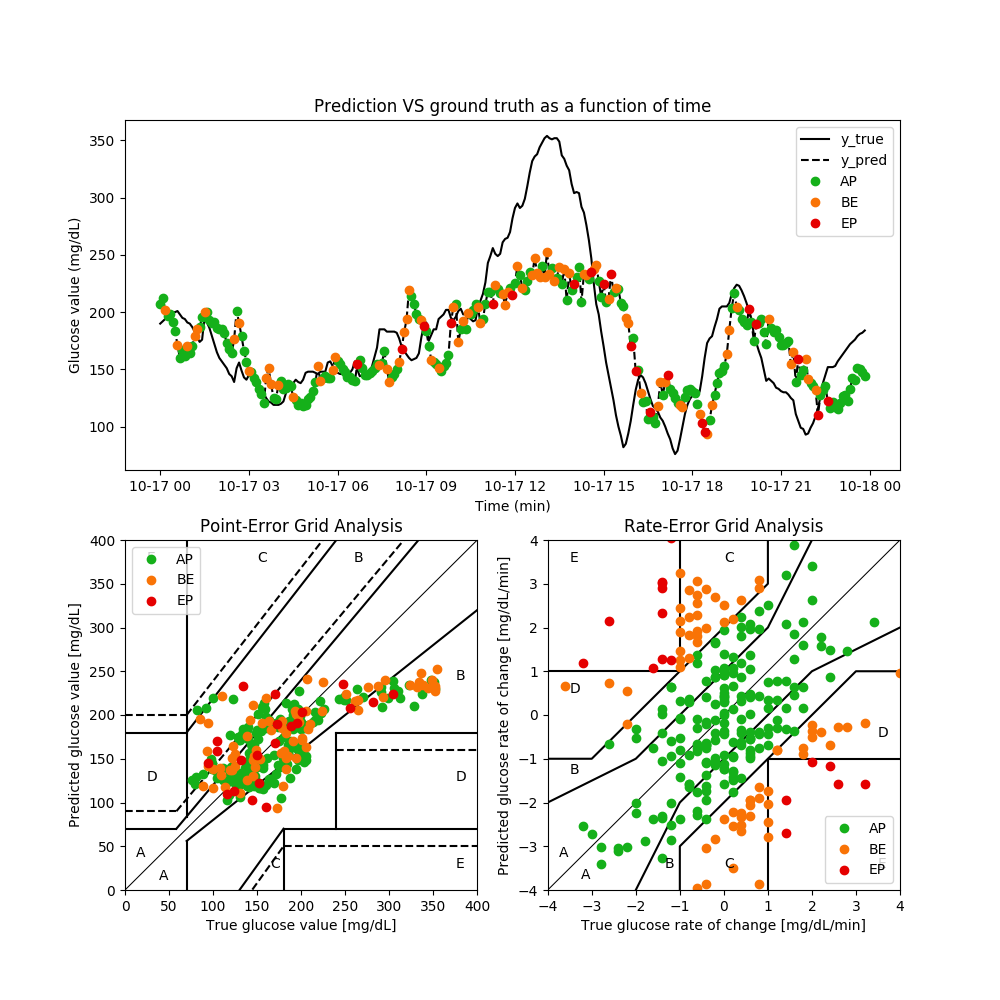 Prediction VS ground truth as a function of time
Glucose value (mg/dL)
350
300
250
200
150
100
y_true
y_pred
AP
BE
EP
10-17 00 10-17 03 10-17 06 10-17 09 10-17 12 10-17 15 10-17 18 10-17 21 10-18 00
Time (min)
Point-Error Grid Analysis
Predicted glucose value [mg/dL]
400
350
300
250
200
150
100
50
0
AP
BE
EP
C
B
B
D
D
A
A
C
E
0 50 100 150 200 250 300 350 400
True glucose value [mg/dL]
Rate-Error Grid Analysis
Predicted glucose rate of change [mg/dL/min]
4
3
2
1
0
−1
−2
−3
−4
E
C
D
D
B
A
A
B
C
AP
BE
EP
−4 −3 −2 −1 0 1 2 3 4
True glucose rate of change [mg/dL/min]